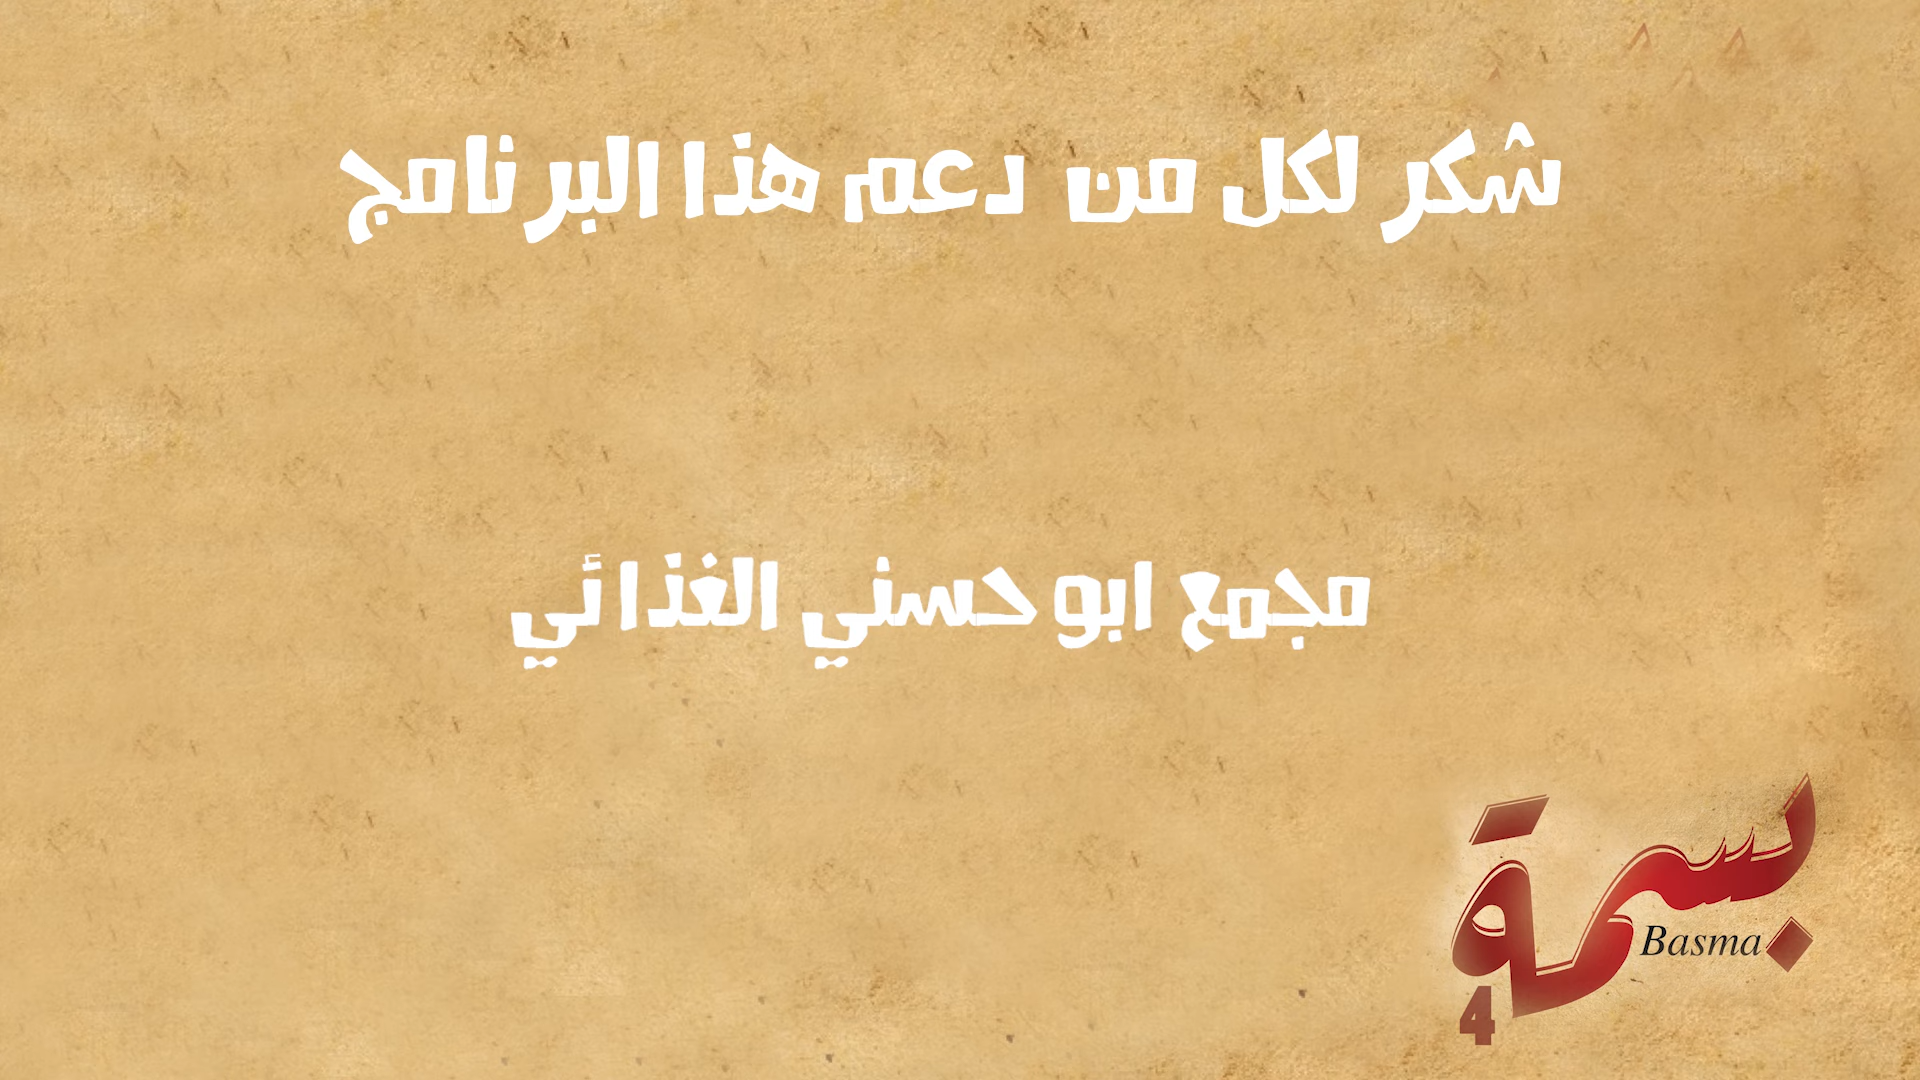 شكر لكل من دعم هذا البرنامج
مجمع ابو حسني الغذائي
بسمة
Basma
4